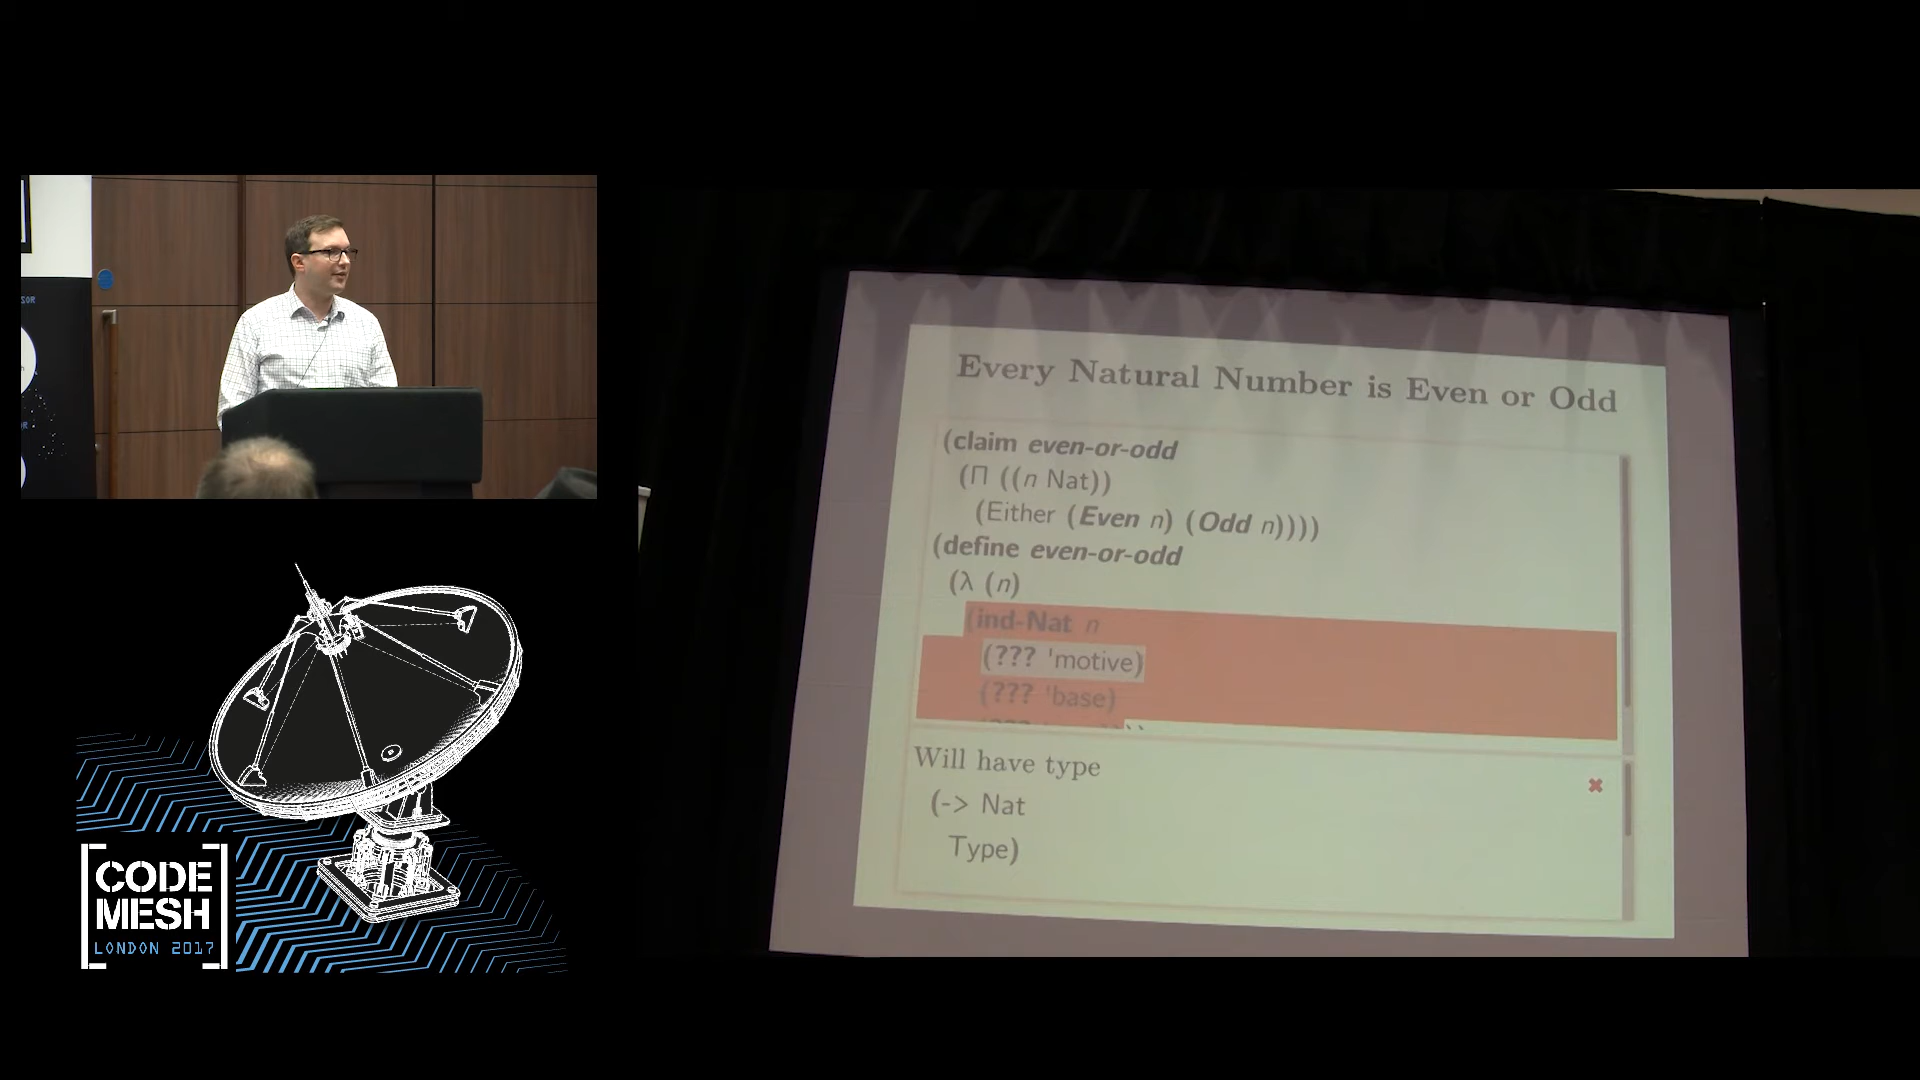 Every Natural Number is Even or Odd
(claim even-or-odd
(Π ((n Nat))
(Either (Even n) (Odd n))))
(define even-or-odd
(λ (n)
(ind-Nat n
(??? 'motive)
(??? 'base)
Will have type
(-> Nat
Type)
CODE
MESH
LONDON 2017